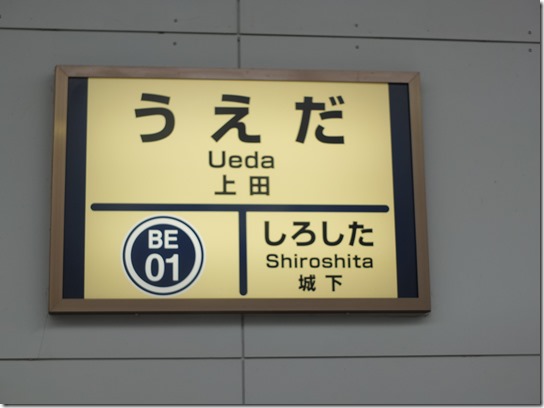 うえだ
Ueda
上田
BE
01
しろした
Shiroshita
城下